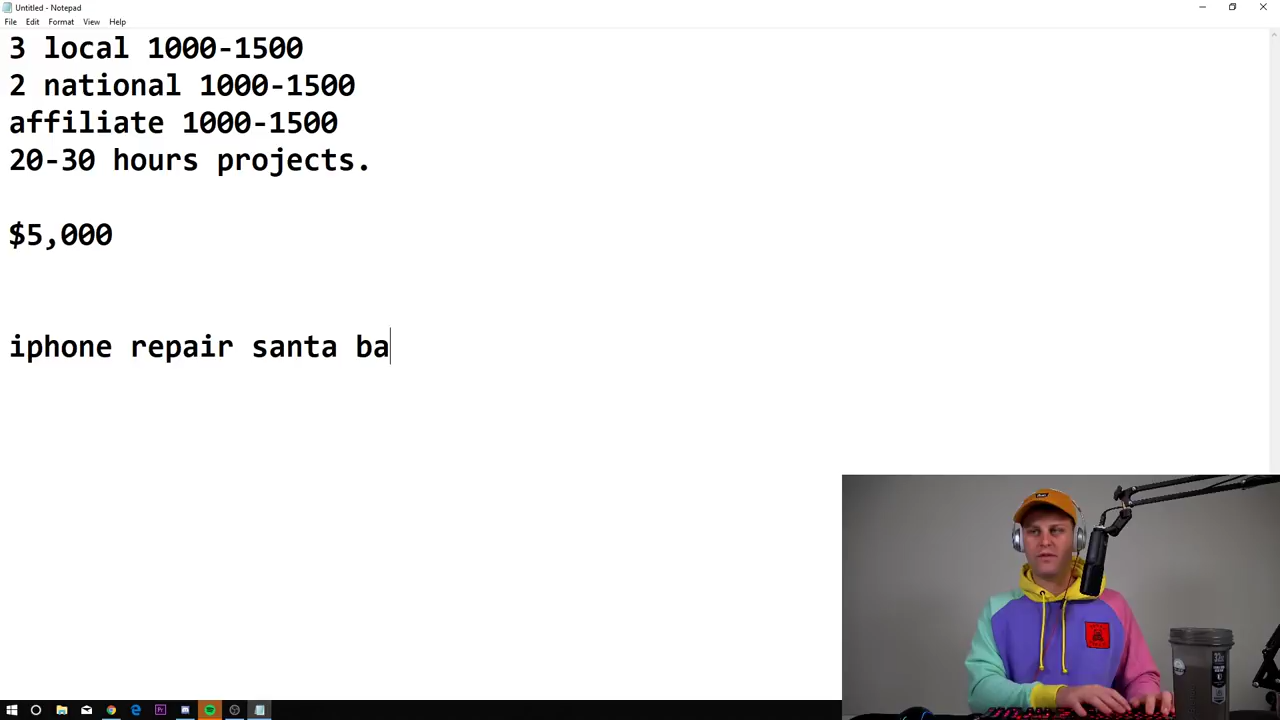 Untitled - Notepad
File Edit Format View Help
3 local 1000-1500
2 national 1000-1500
affiliate 1000-1500
20-30 hours projects.
$5,000
iphone repair santa ba